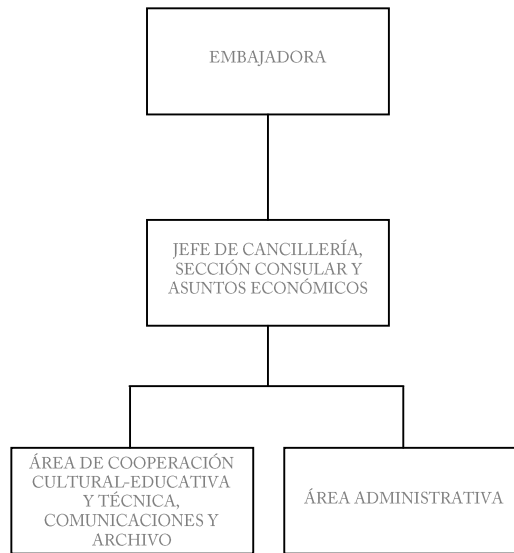 EMBAJADORA
JEFE DE CANCILLERÍA,
SECCIÓN CONSULAR Y
ASUNTOS ECONÓMICOS
ÁREA DE COOPERACIÓN
CULTURAL-EDUCATIVA
Y TÉCNICA,
COMUNICACIONES Y
ARCHIVO
ÁREA ADMINISTRATIVA